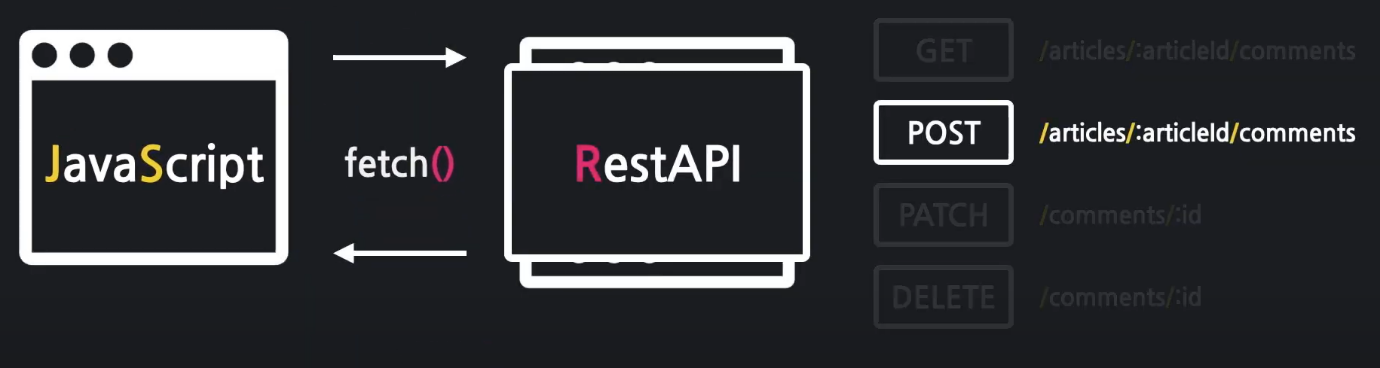 JavaScript
fetch()
RestAPI
GET /articles/:articleId/comments
POST /articles/:articleId/comments
PATCH /comments/:id
DELETE /comments/:id